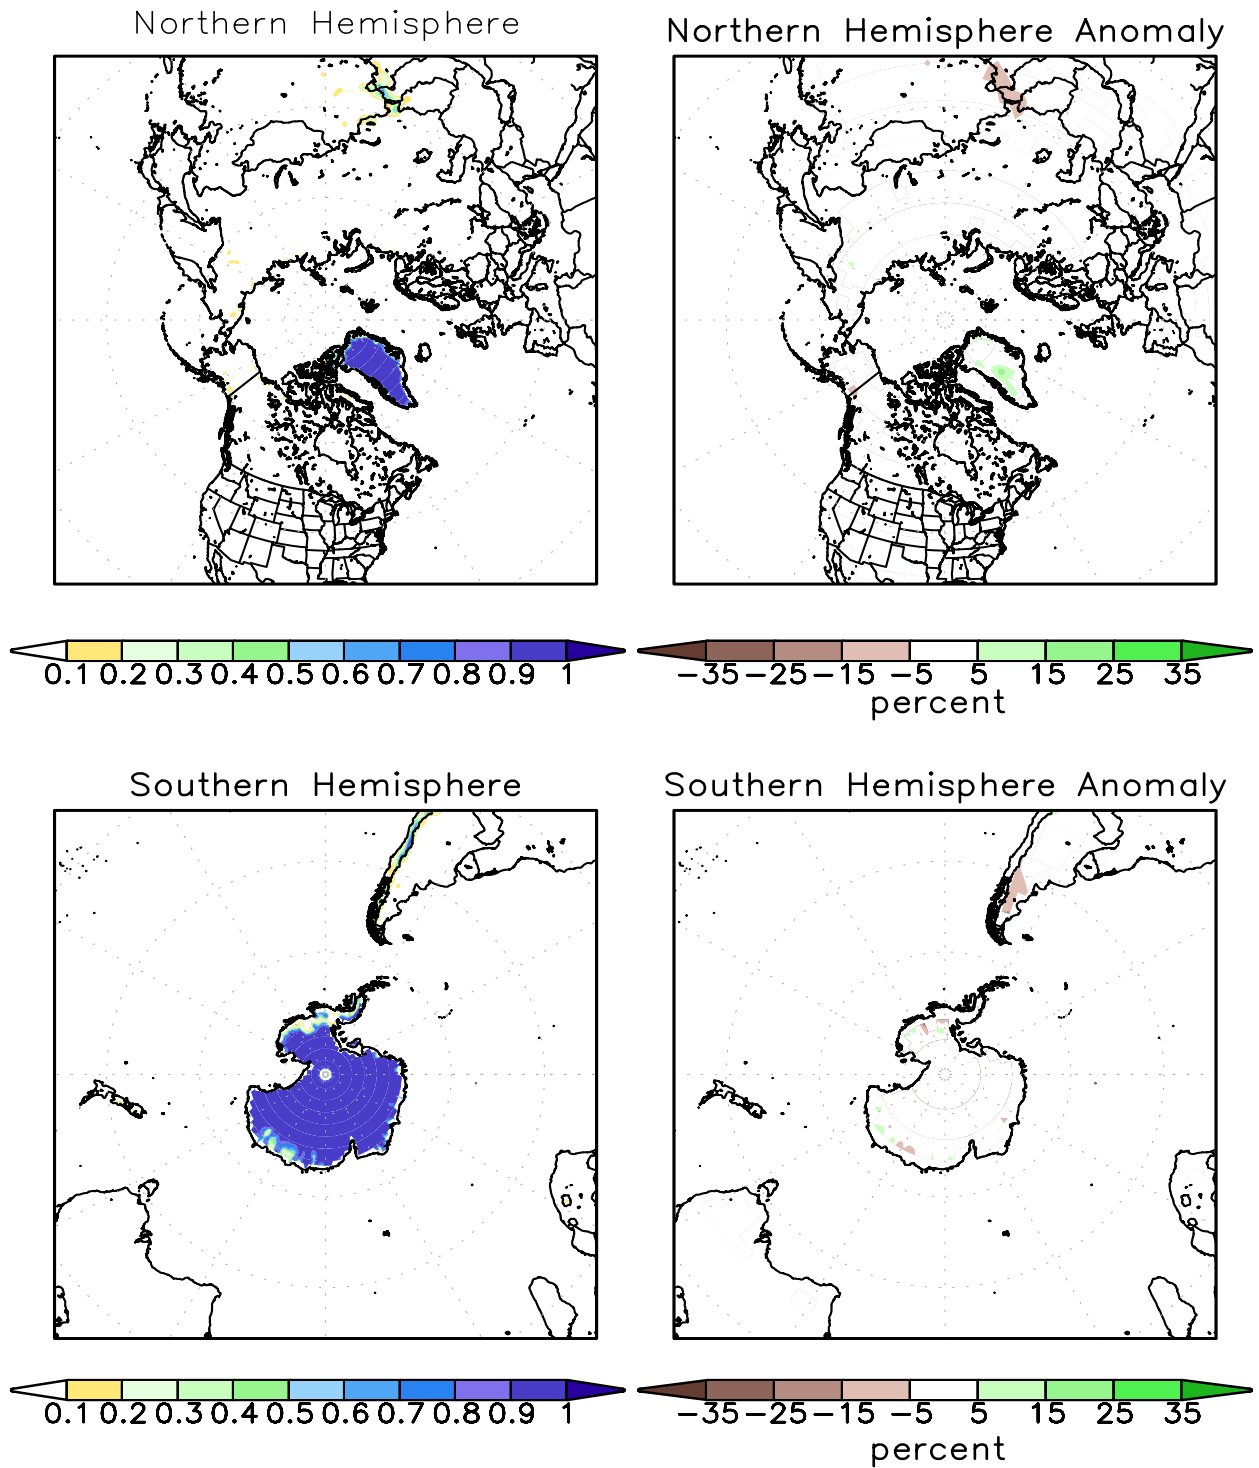 Northern Hemisphere
Northern Hemisphere Anomaly
0.1 0.2 0.3 0.4 0.5 0.6 0.7 0.8 0.9 1
−35 −25 −15 −5 5 15 25 35
percent
Southern Hemisphere
Southern Hemisphere Anomaly
0.1 0.2 0.3 0.4 0.5 0.6 0.7 0.8 0.9 1
−35 −25 −15 −5 5 15 25 35
percent